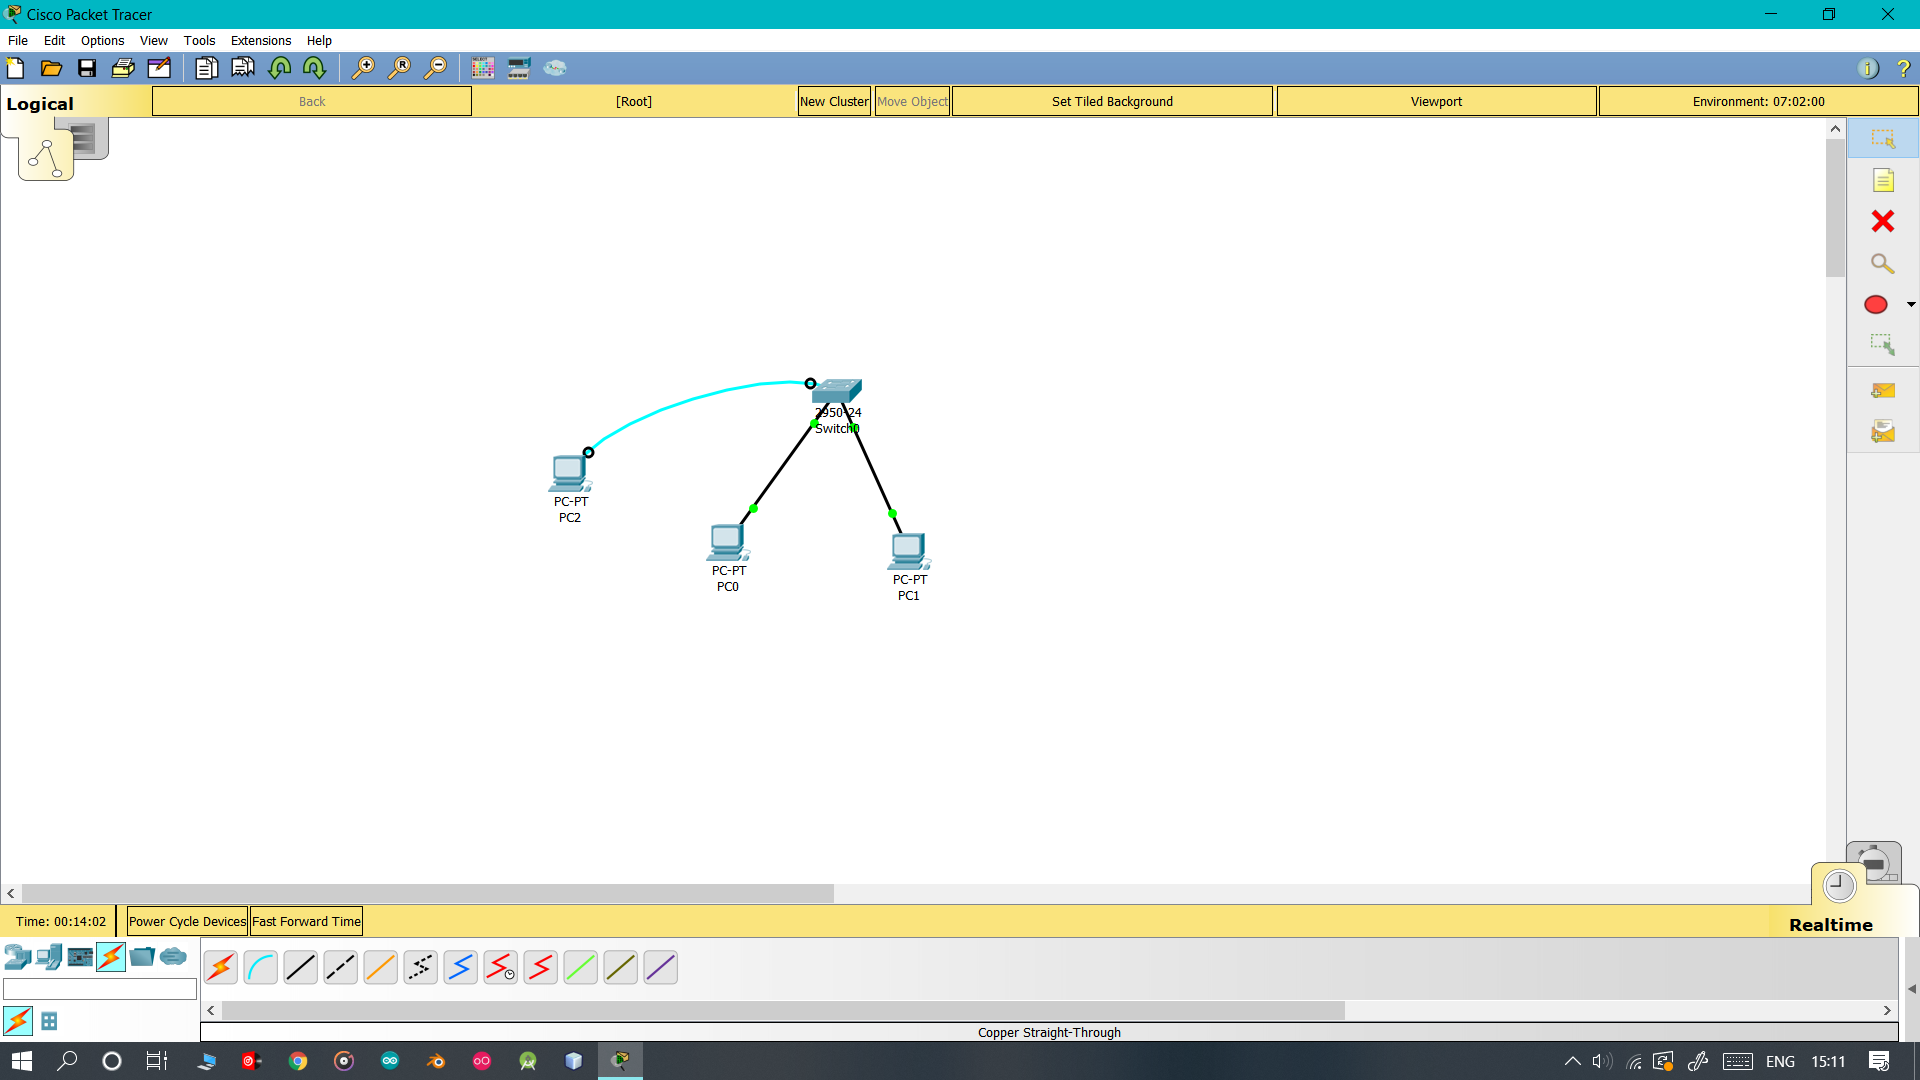 Cisco Packet Tracer
File Edit Options View Tools Extensions Help
Logical
Back
[Root]
New Cluster
Move Object
Set Tiled Background
Viewport
Environment: 07:02:00
2950-24
Switch0
PC-PT
PC2
PC-PT
PC0
PC-PT
PC1
Time: 00:14:02
Power Cycle Devices
Fast Forward Time
Realtime
Copper Straight-Through
ENG
15:11